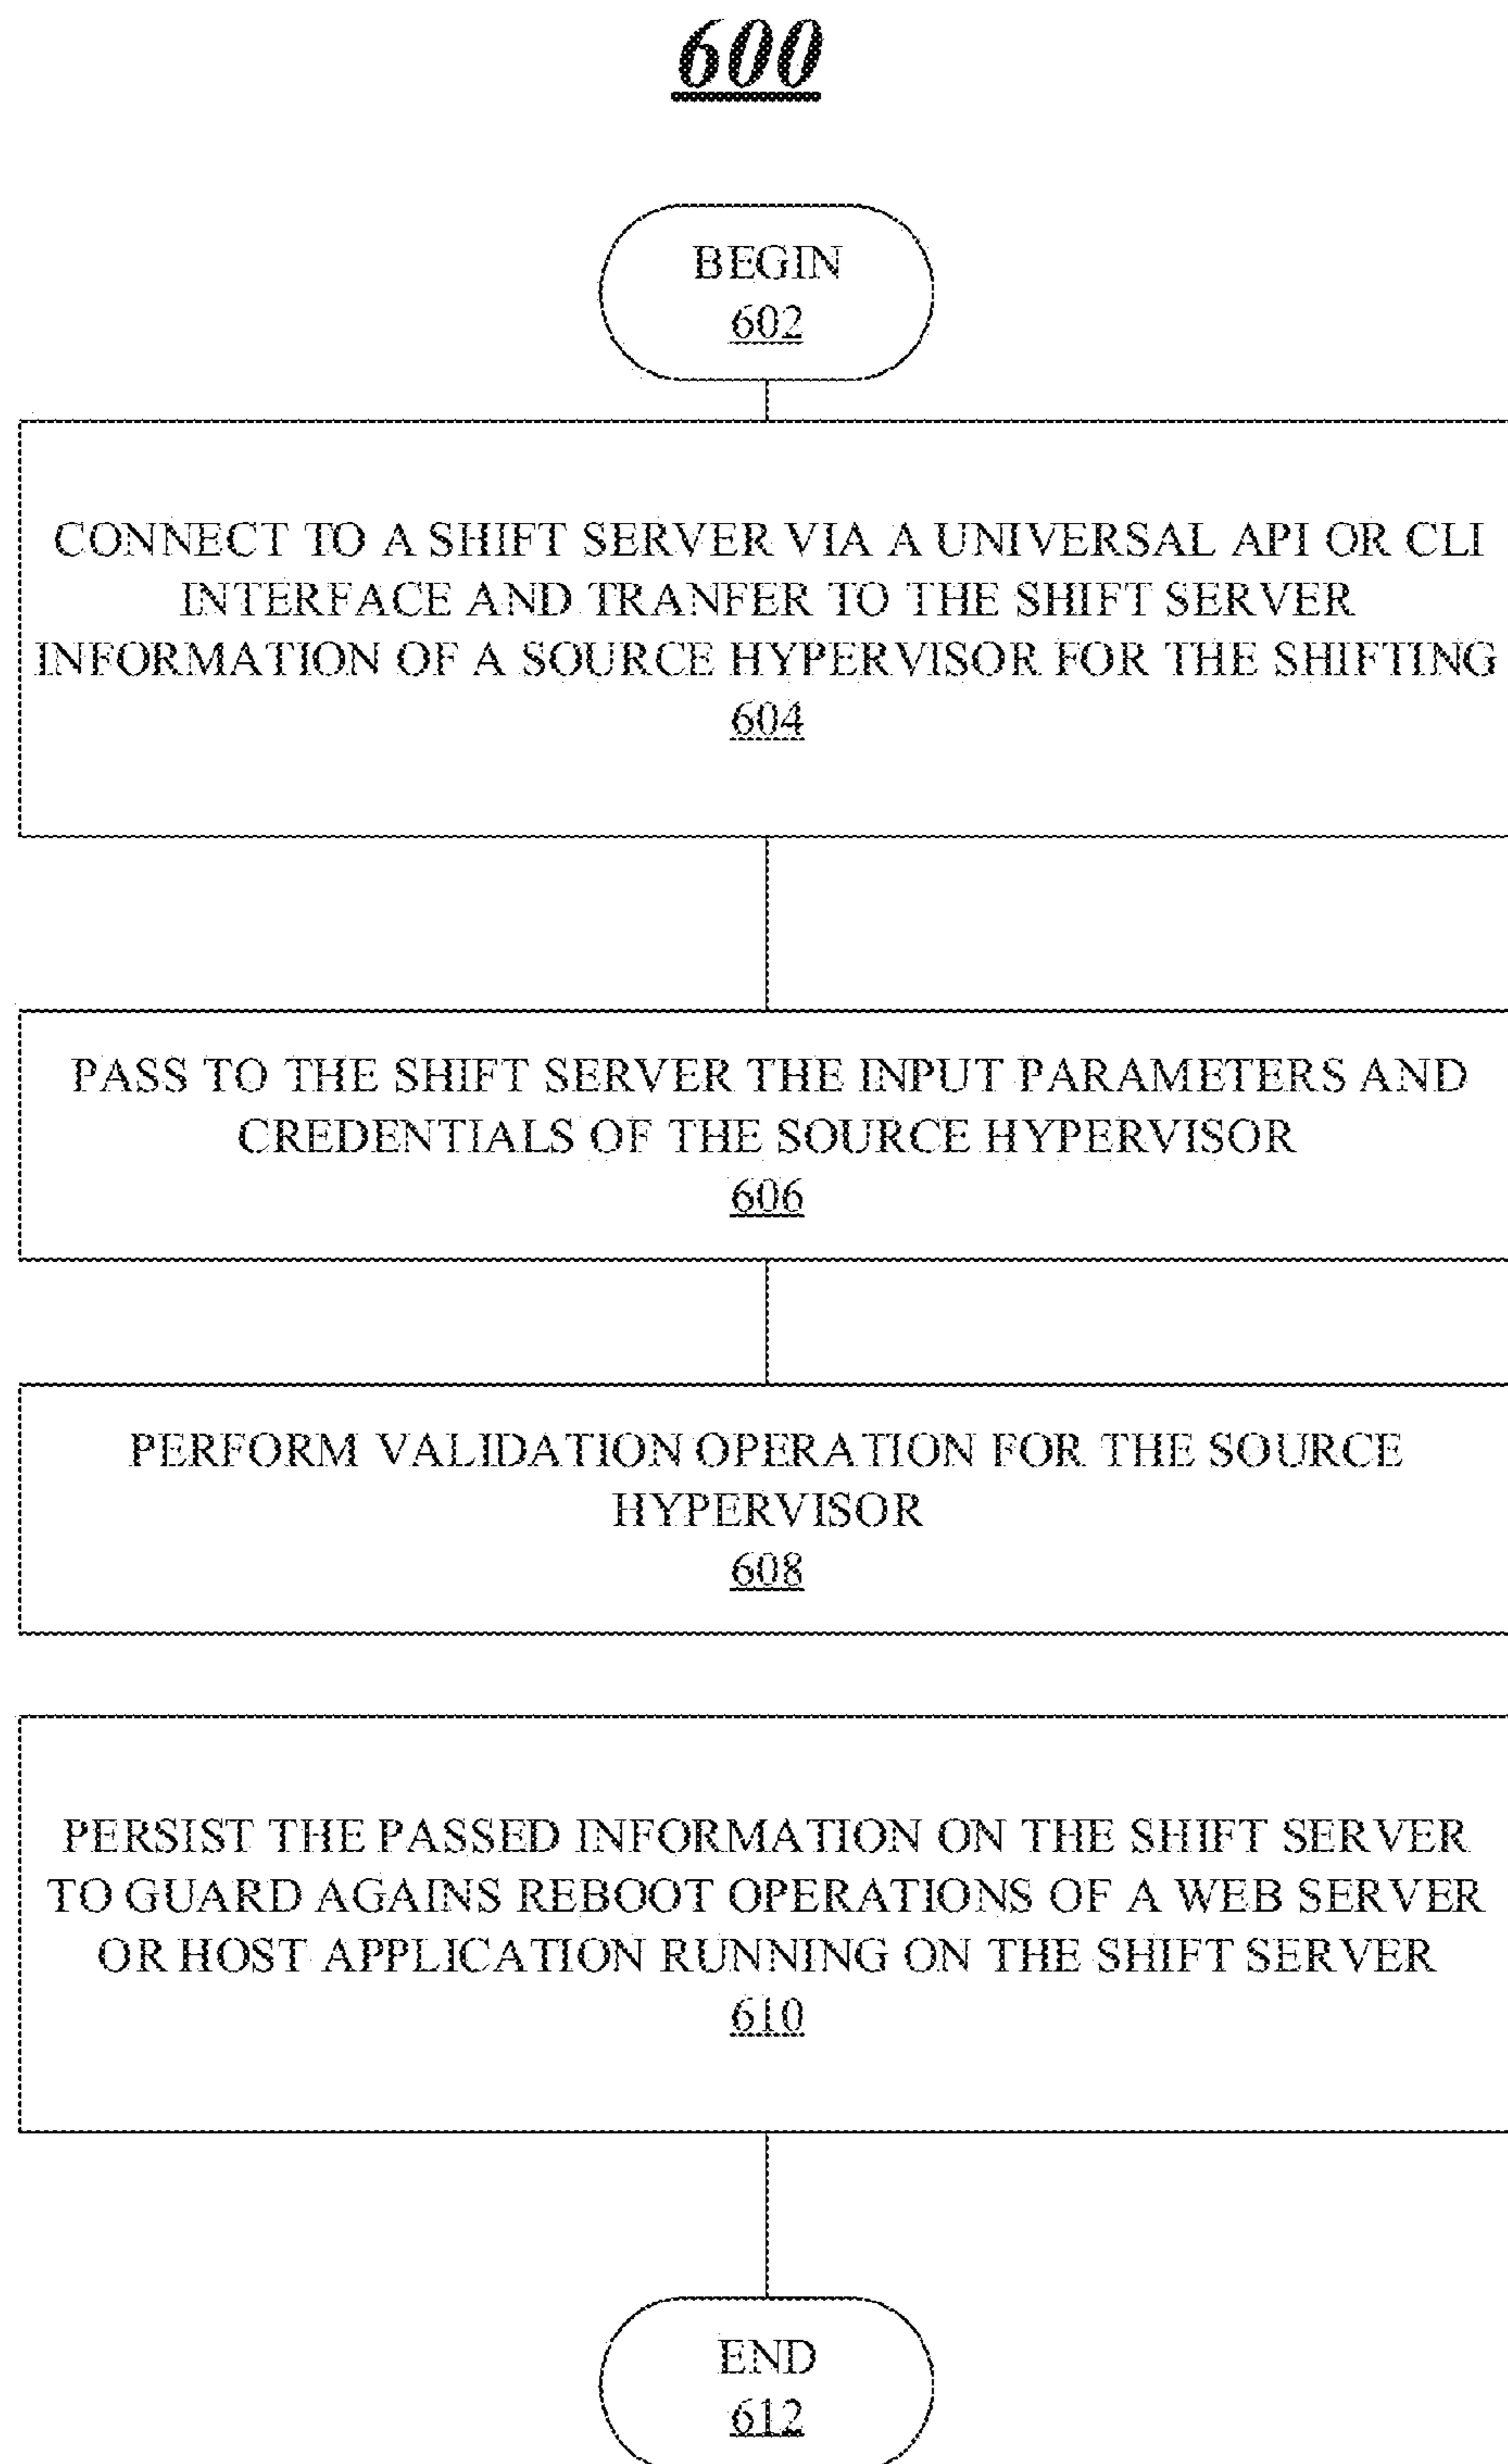 600
BEGIN
602
CONNECT TO A SHIFT SERVER VIA A UNIVERSAL API OR CLI
INTERFACE AND TRANFER TO THE SHIFT SERVER
INFORMATION OF A SOURCE HYPERVISOR FOR THE SHIFTING
604
PASS TO THE SHIFT SERVER THE INPUT PARAMETERS AND
CREDENTIALS OF THE SOURCE HYPERVISOR
606
PERFORM VALIDATION OPERATION FOR THE SOURCE
HYPERVISOR
608
PERSIST THE PASSED INFORMATION ON THE SHIFT SERVER
TO GUARD AGAINS REBOOT OPERATIONS OF A WEB SERVER
OR HOST APPLICATION RUNNING ON THE SHIFT SERVER
610
END
612